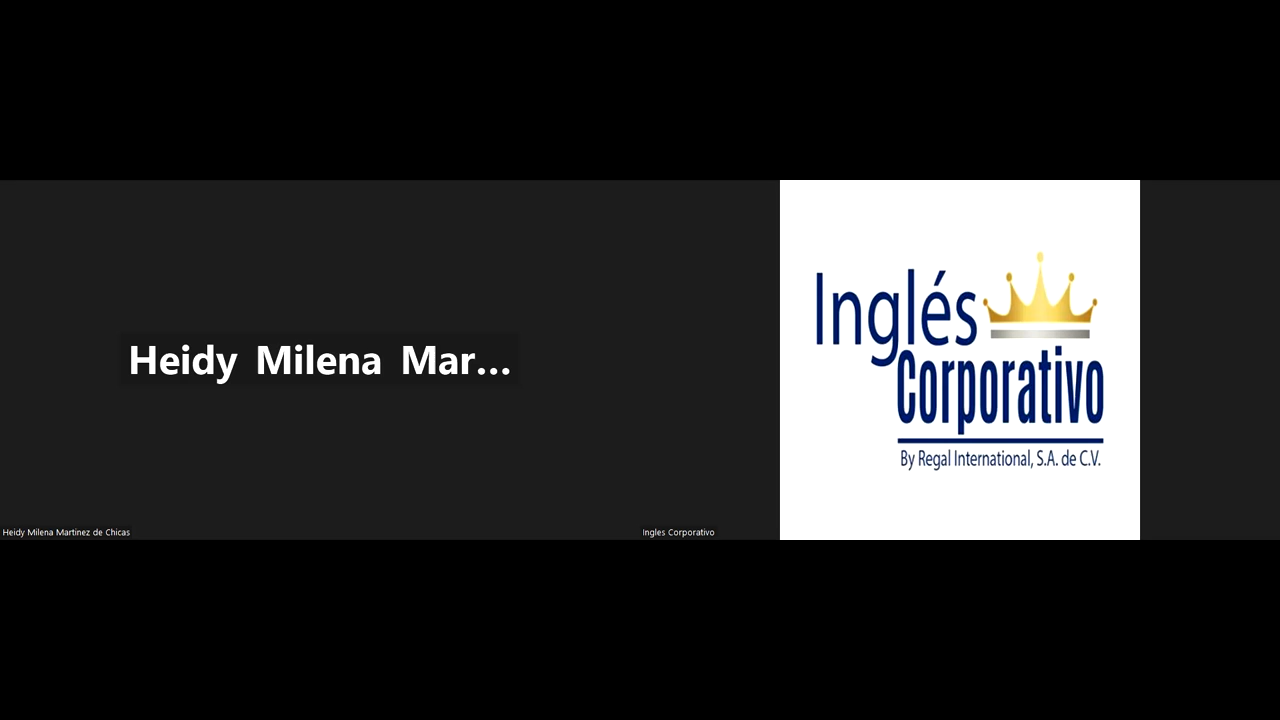 Heidy Milena Mar...
Heidy Milena Martinez de Chicas
Inglés
Corporativo
By Regal International, S.A. de C.V.
Ingles Corporativo